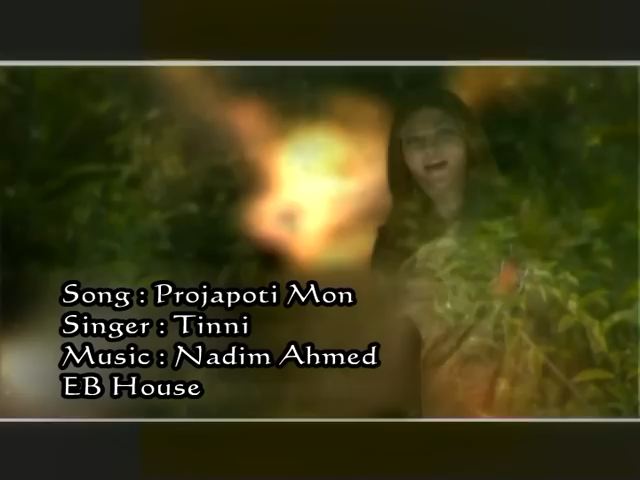 Song : Projapoti Mon
Singer : Tinni
Music : Nadim Ahmed
EB House